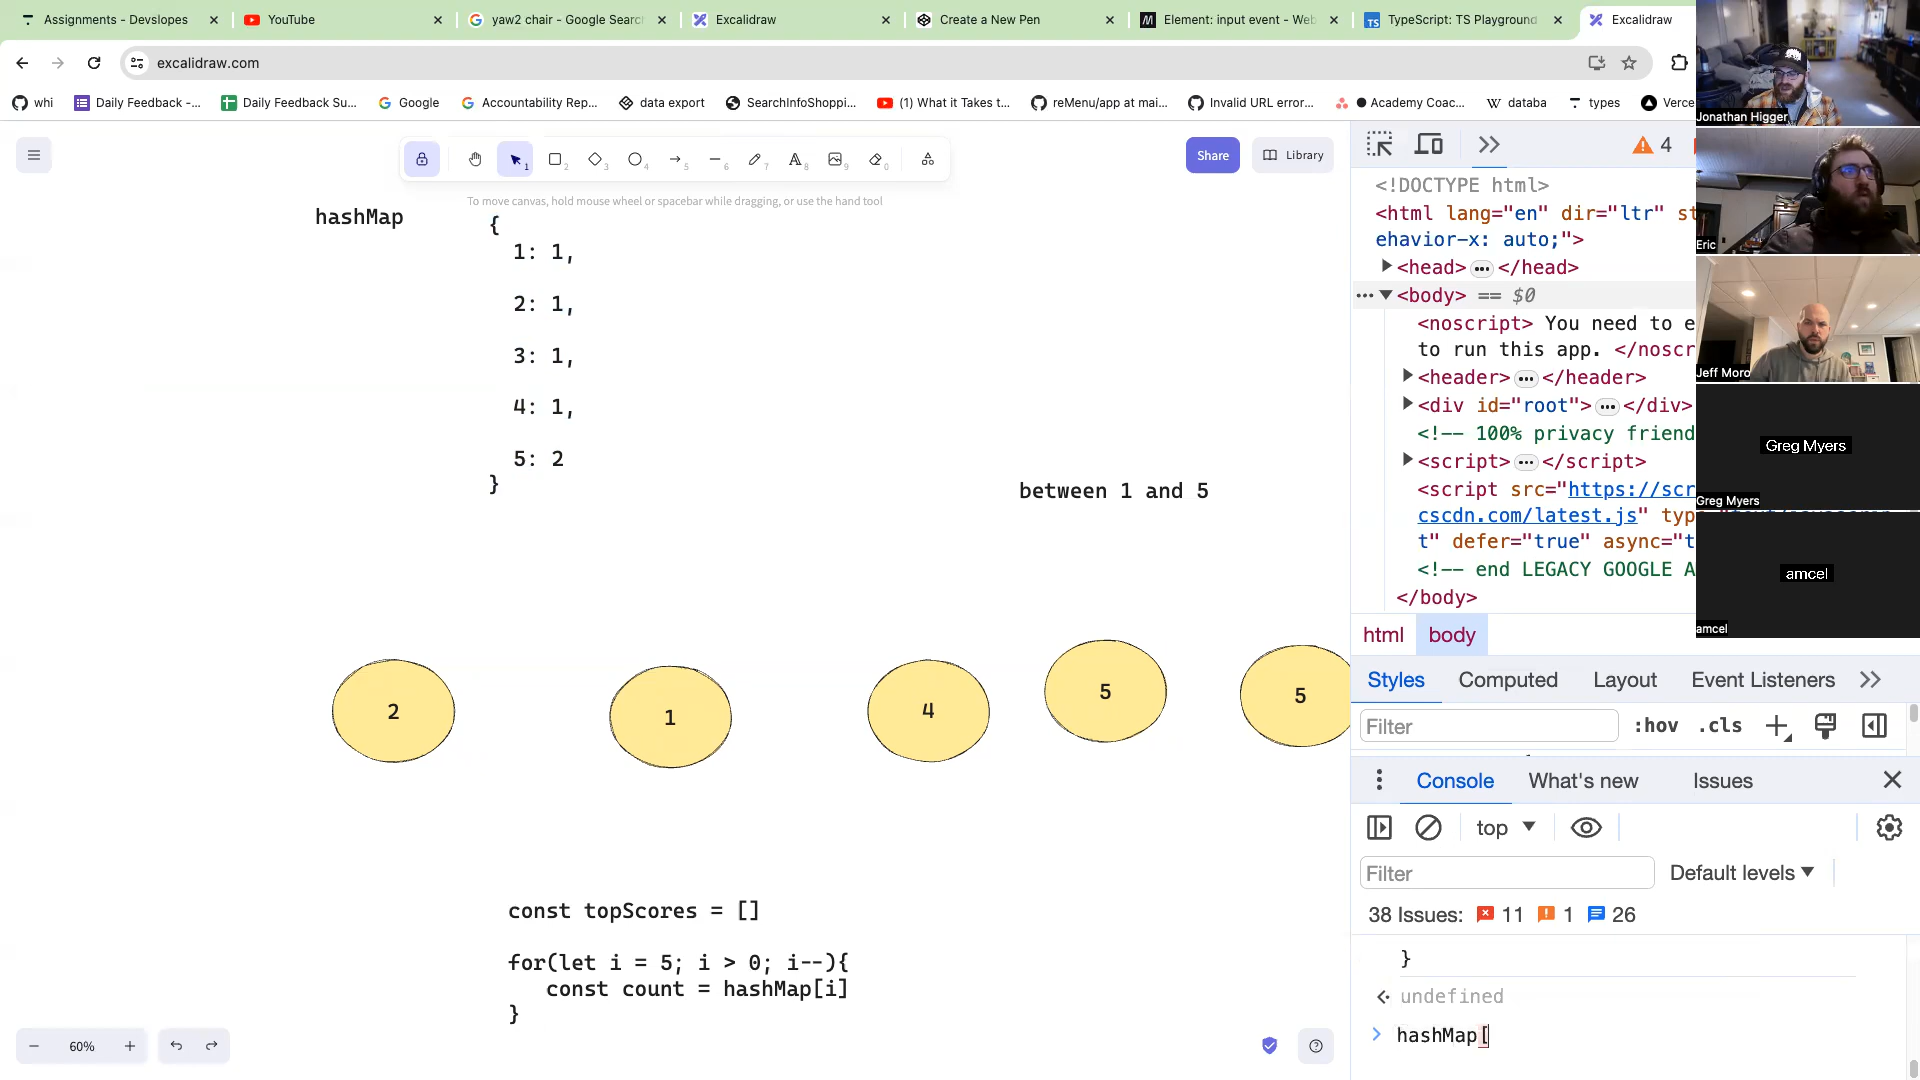 Assignments - Devslopes
YouTube
yaw2 chair - Google Searc
Excalidraw
Create a New Pen
Element: input event - Web
TypeScript: TS Playground
Excalidraw
excalidraw.com
whi
Daily Feedback -...
Daily Feedback Su...
Google
Accountability Rep...
data export
SearchInfoShoppi...
(1) What it Takes t...
reMenu/app at mai...
Invalid URL error...
Academy Coac...
databa
types
Verce
Share
Library
To move canvas, hold mouse wheel or spacebar while dragging, or use the hand tool
hashMap
{
1: 1,
2: 1,
3: 1,
4: 1,
5: 2
}
between 1 and 5
2
1
4
5
5
const topScores = []
for(let i = 5; i > 0; i--){
const count = hashMap[i]
}
60%
4
<!DOCTYPE html>
<html lang="en" dir="ltr" st
ehavior-x: auto;">
<head> ••• </head>
••• <body> == $0
<noscript> You need to e
to run this app. </noscr
<header> ••• </header>
<div id="root"> ••• </div>
<!-- 100% privacy friend
<script> ••• </script>
<script src="https://scr
cscdn.com/latest.js" typ
t" defer="true" async="t
<!-- end LEGACY GOOGLE A
</body>
html body
Styles Computed Layout Event Listeners
Filter
:hov .cls
Console What's new Issues
top
Filter
Default levels
38 Issues: 11 1 26
}
undefined
hashMap[
Jonathan Higger
Eric
Jeff Moro
Greg Myers
Greg Myers
amcel
amcel